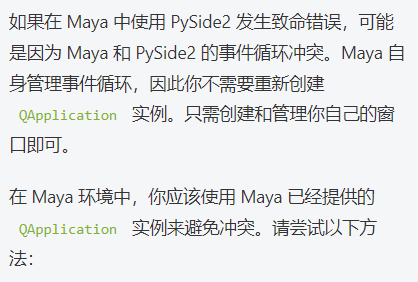 如果在 Maya 中使用 PySide2 发生致命错误，可能
是因为 Maya 和 PySide2 的事件循环冲突。Maya 自
身管理事件循环，因此你不需要重新创建
QApplication 实例。只需创建和管理你自己的窗
口即可。
在 Maya 环境中，你应该使用 Maya 已经提供的
QApplication 实例来避免冲突。请尝试以下方
法：